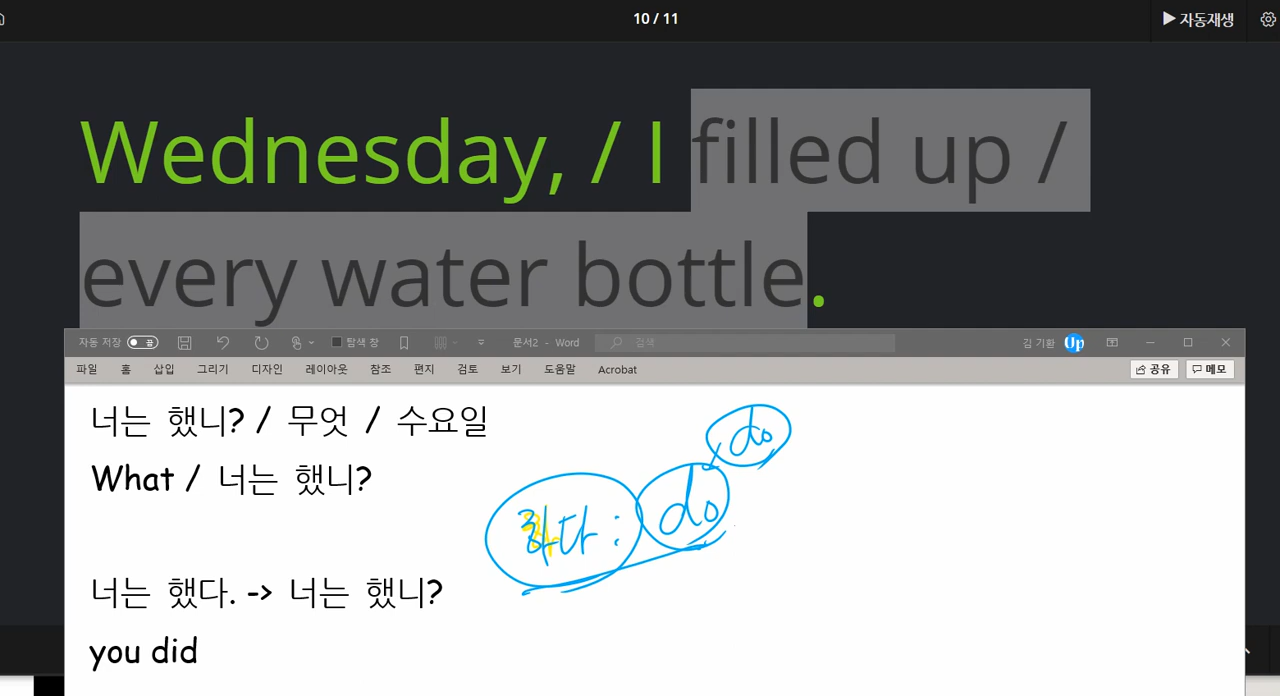 10 / 11
▶ 자동재생
Wednesday, / I filled up /
every water bottle.
자동 저장 끔 탐색 창 문서2 - Word 검색 김 기환 Up
파일 홈 삽입 그리기 디자인 레이아웃 참조 편지 검토 보기 도움말 Acrobat 공유 메모
너는 했니? / 무엇 / 수요일
What / 너는 했니?
do
하다 : do
너는 했다. -> 너는 했니?
you did